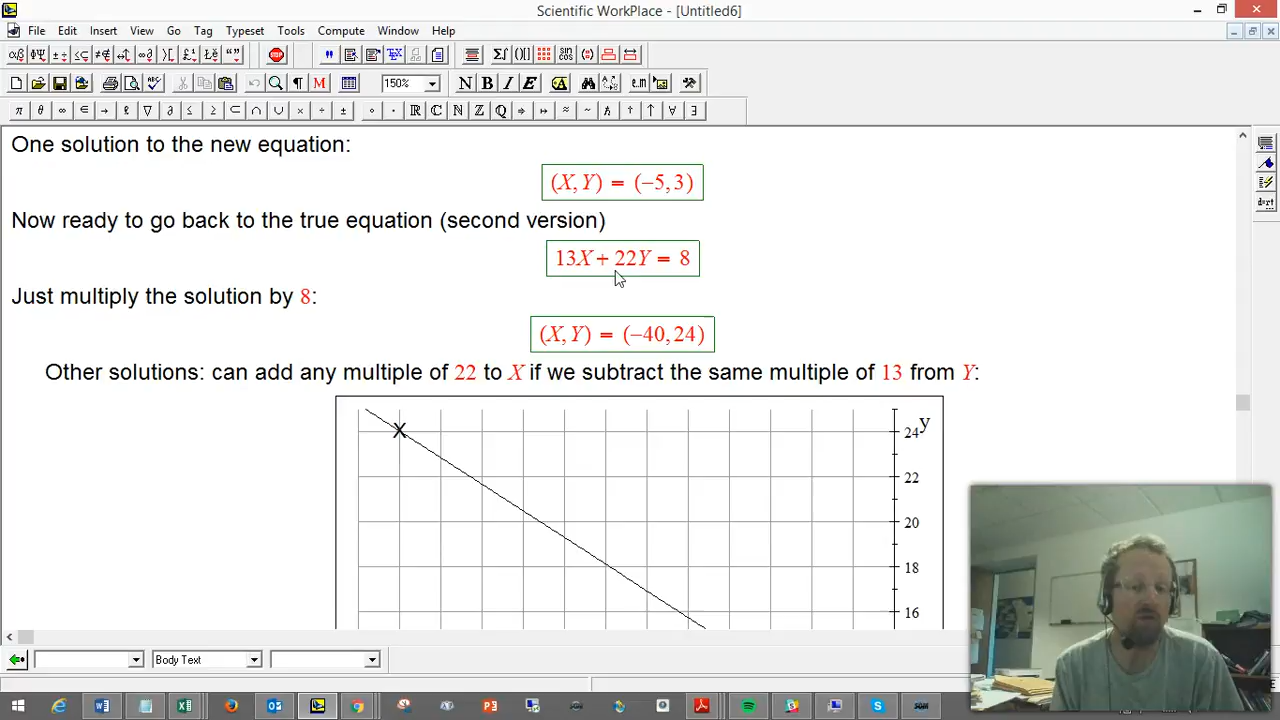 Scientific WorkPlace - [Untitled6]
File Edit Insert View Go Tag Typeset Tools Compute Window Help
150%
One solution to the new equation:
(X, Y) = (−5, 3)
Now ready to go back to the true equation (second version)
13X + 22Y = 8
Just multiply the solution by 8:
(X, Y) = (−40, 24)
Other solutions: can add any multiple of 22 to X if we subtract the same multiple of 13 from Y:
y
24
22
20
18
16
Body Text